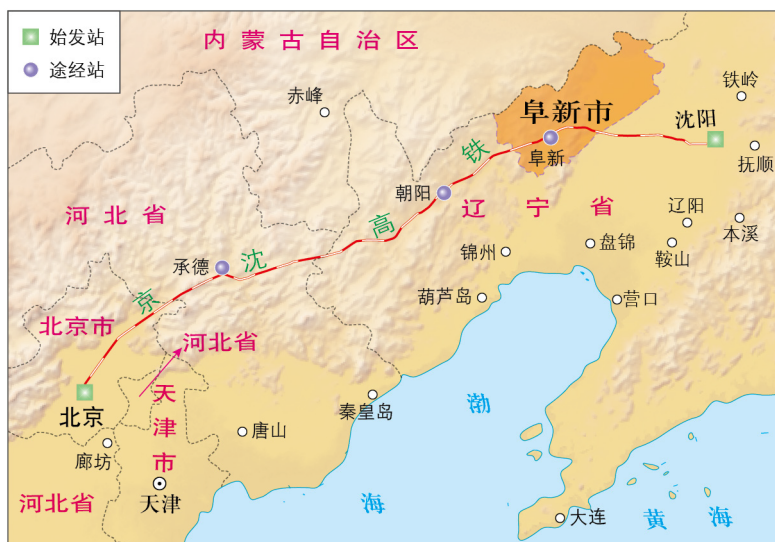 始发站
途经站
内蒙古自治区
赤峰
铁岭
阜新市
沈阳
阜新
抚顺
京沈高铁
朝阳
河北省
辽宁省
辽阳
本溪
锦州
盘锦
鞍山
承德
葫芦岛
营口
北京市
河北省
北京
天津市
秦皇岛
渤海
唐山
廊坊
河北省
天津
大连
黄海